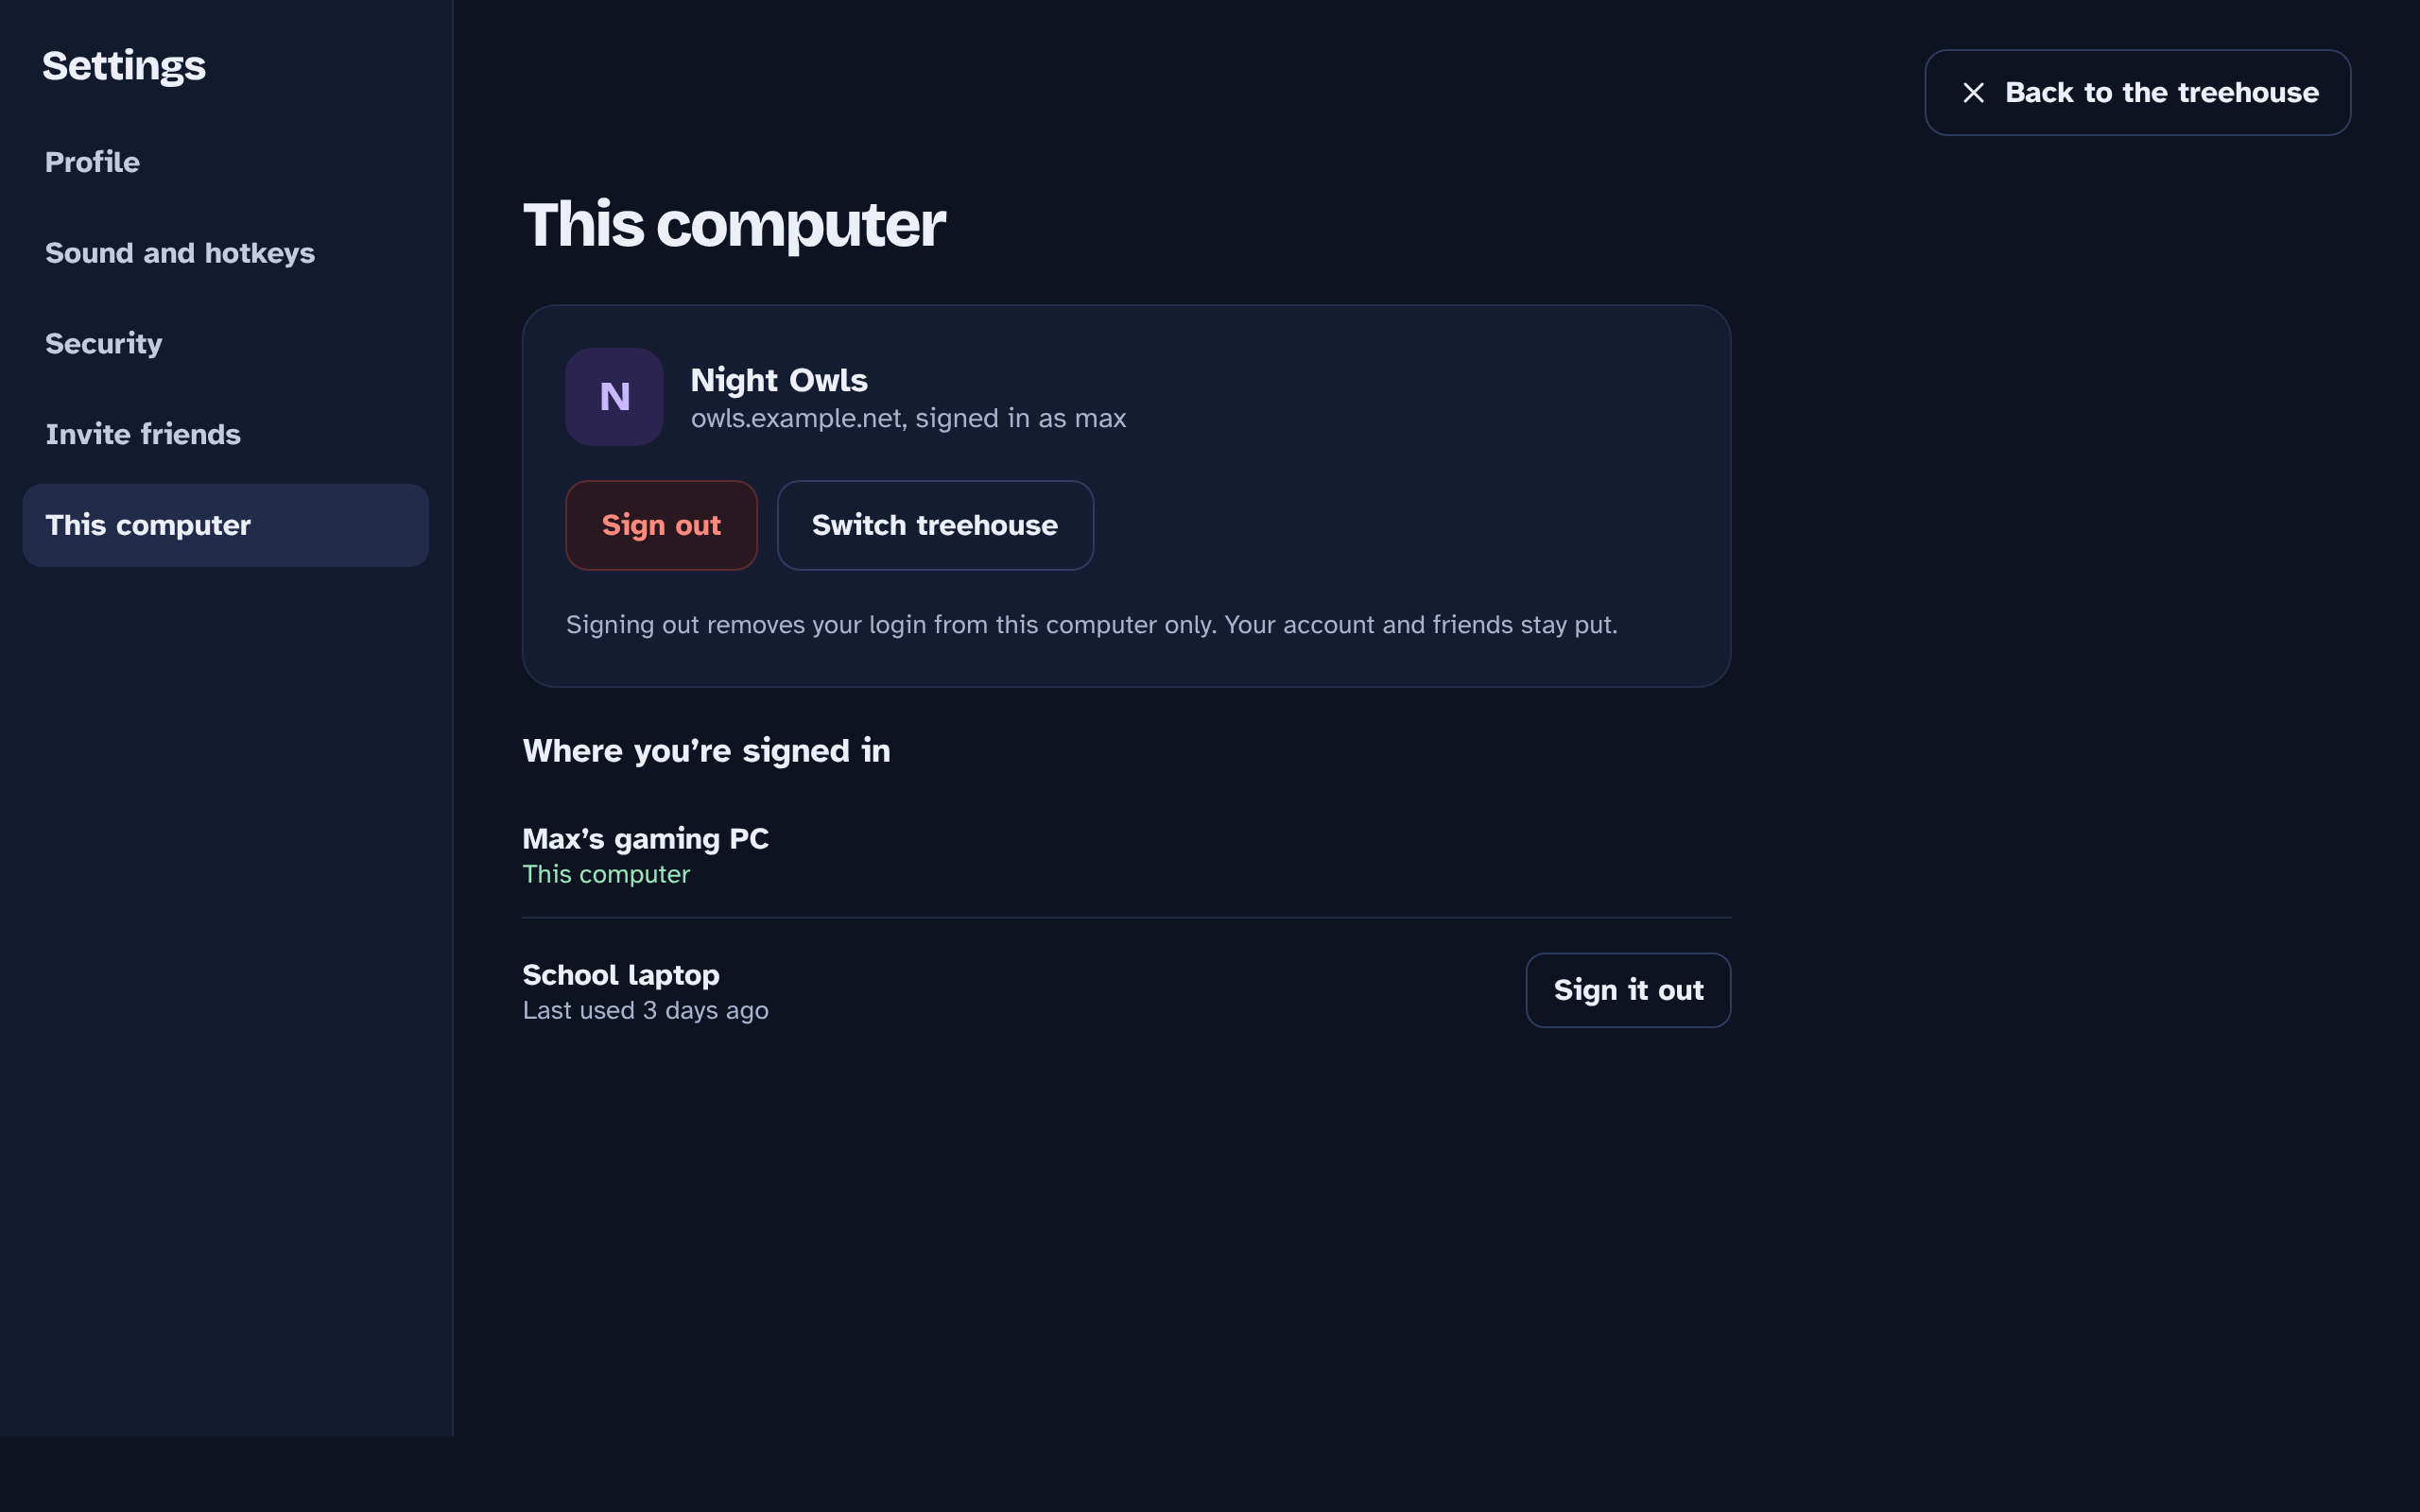 Settings
Profile
Sound and hotkeys
Security
Invite friends
This computer
Back to the treehouse
This computer
N
Night Owls
owls.example.net, signed in as max
Sign out
Switch treehouse
Signing out removes your login from this computer only. Your account and friends stay put.
Where you’re signed in
Max’s gaming PC
This computer
School laptop
Last used 3 days ago
Sign it out